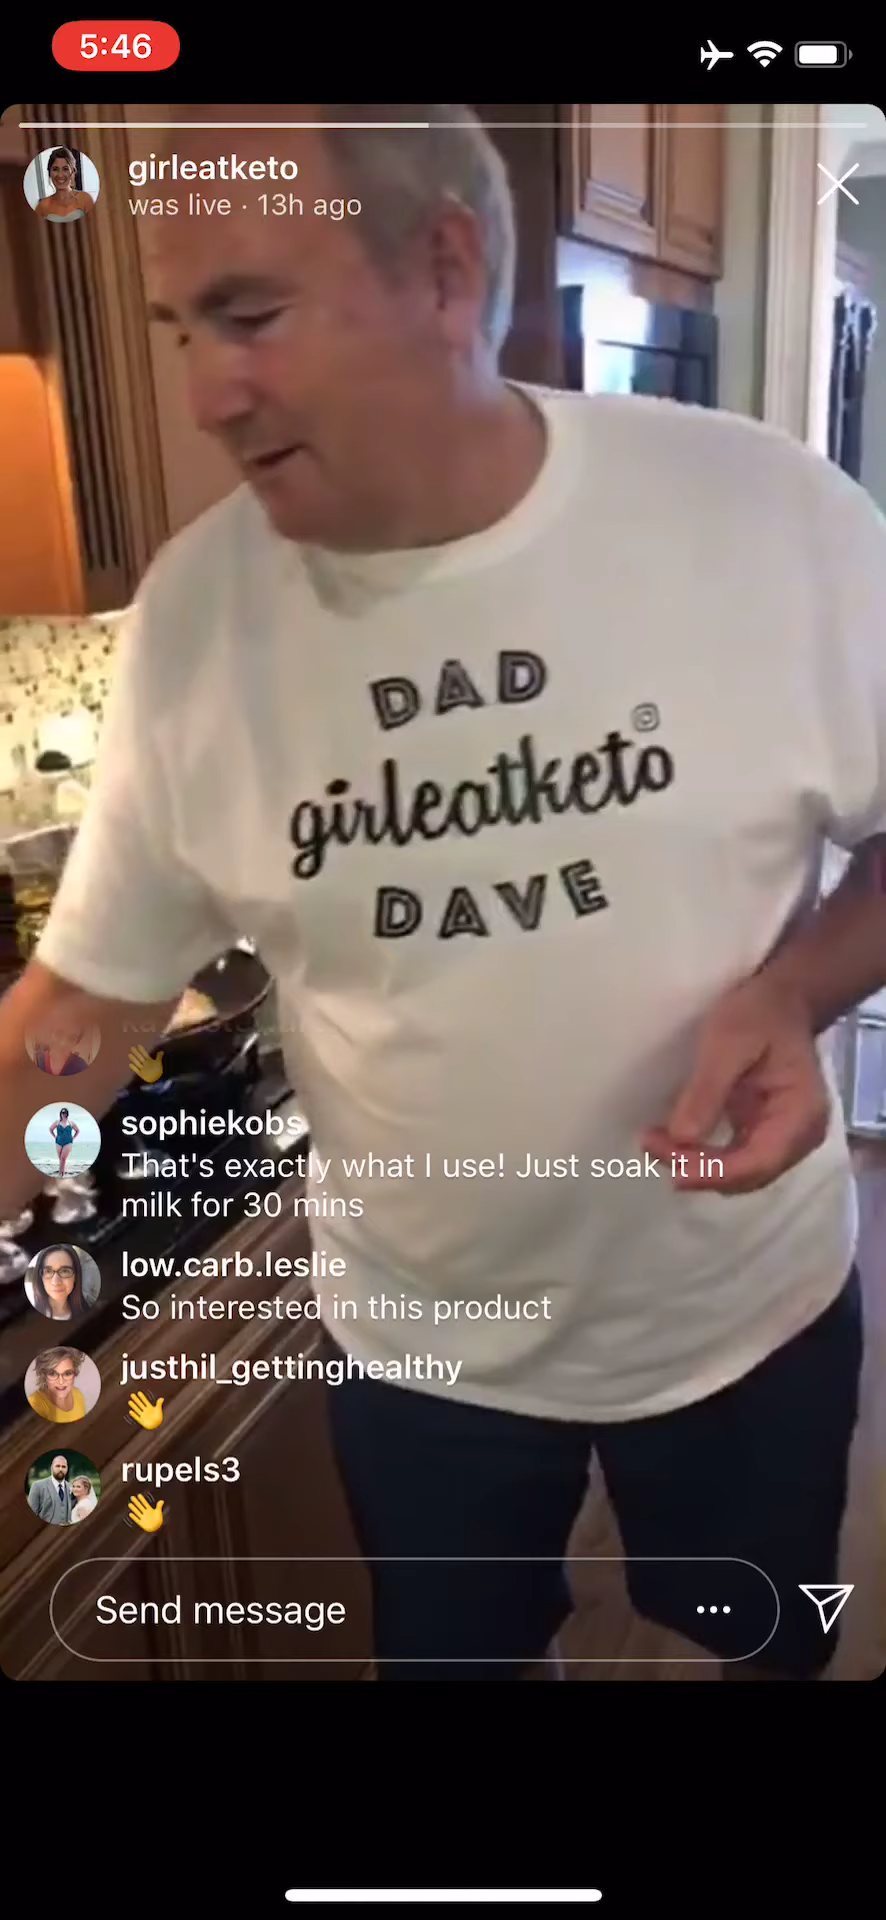 5:46
girleatketo
was live · 13h ago
DAD
girleatketo
DAVE
👋
sophiekobs
That's exactly what I use! Just soak it in
milk for 30 mins
low.carb.leslie
So interested in this product
justhil_gettinghealthy
👋
rupels3
👋
Send message